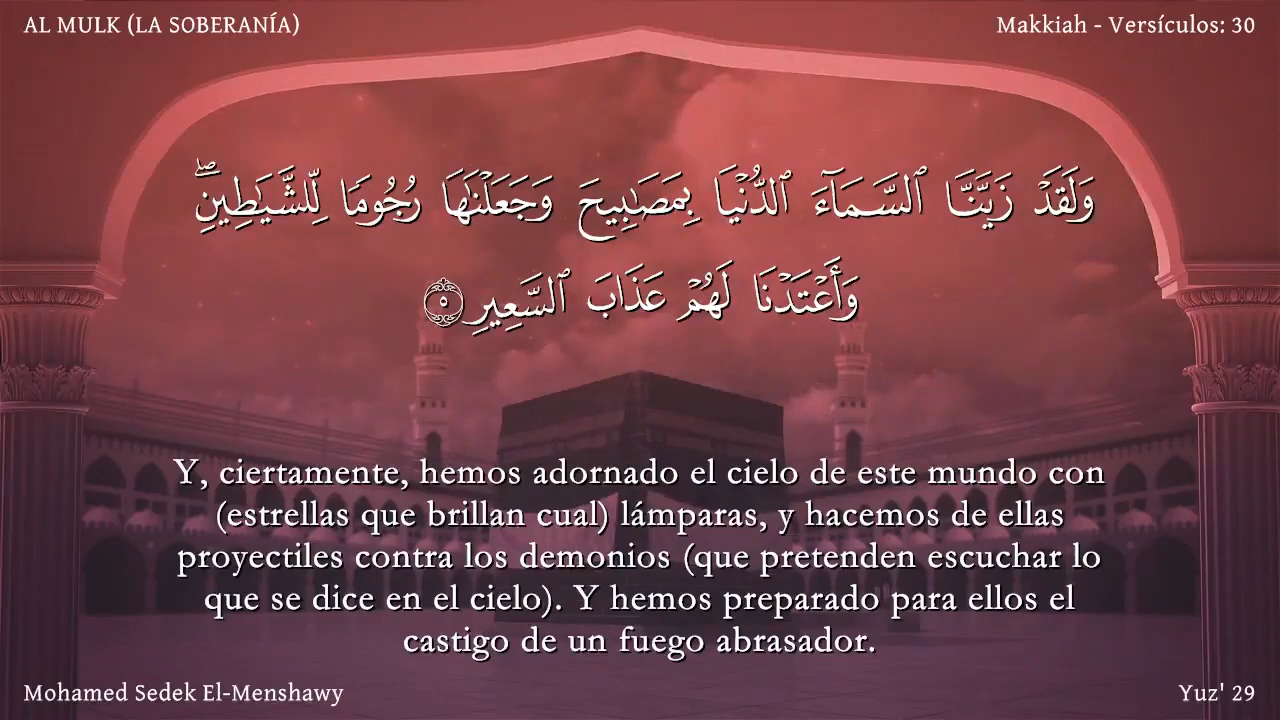 AL MULK (LA SOBERANÍA)
Makkiah - Versículos: 30
وَلَقَدْ زَيَّنَّا ٱلسَّمَآءَ ٱلدُّنْيَا بِمَصَٰبِيحَ وَجَعَلْنَٰهَا رُجُومًا لِّلشَّيَٰطِينِ ۖ
وَأَعْتَدْنَا لَهُمْ عَذَابَ ٱلسَّعِيرِ ٥
Y, ciertamente, hemos adornado el cielo de este mundo con
(estrellas que brillan cual) lámparas, y hacemos de ellas
proyectiles contra los demonios (que pretenden escuchar lo
que se dice en el cielo). Y hemos preparado para ellos el
castigo de un fuego abrasador.
Mohamed Sedek El-Menshawy
Yuz' 29